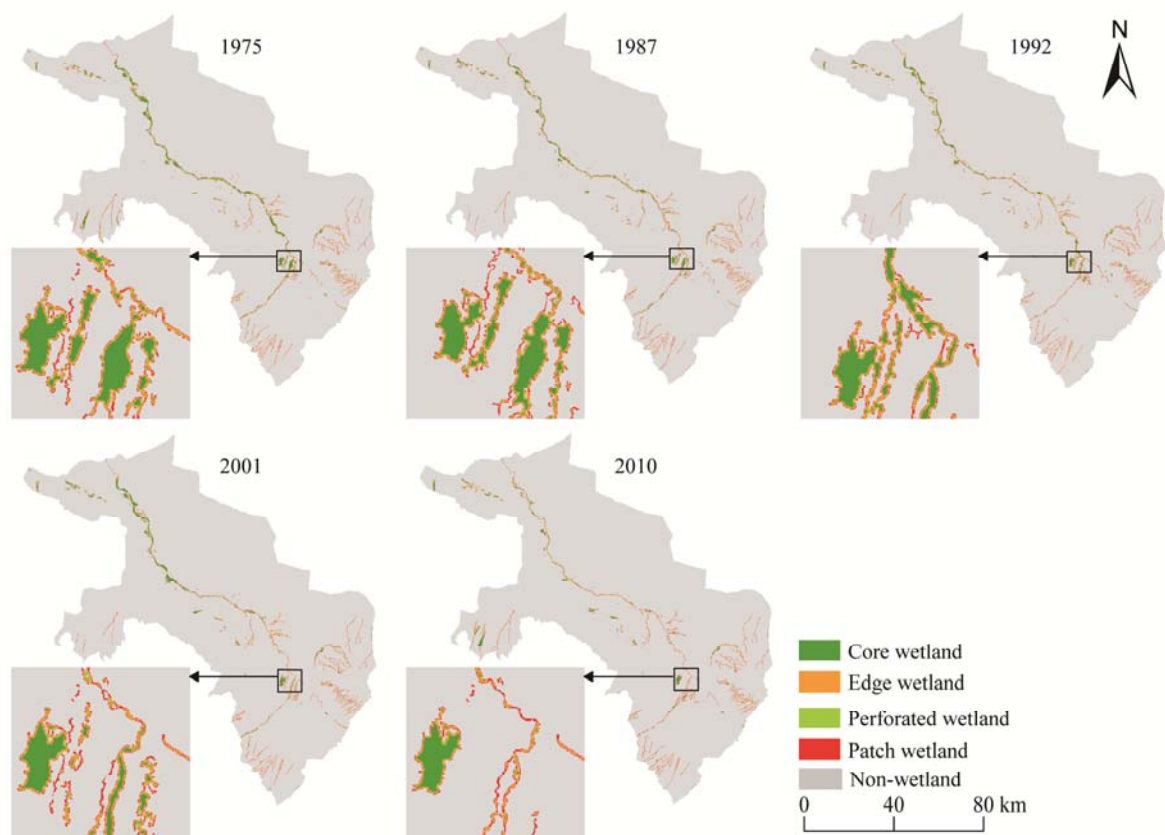 1975
1987
1992
N
2001
2010
Core wetland
Edge wetland
Perforated wetland
Patch wetland
Non-wetland
0 40 80 km